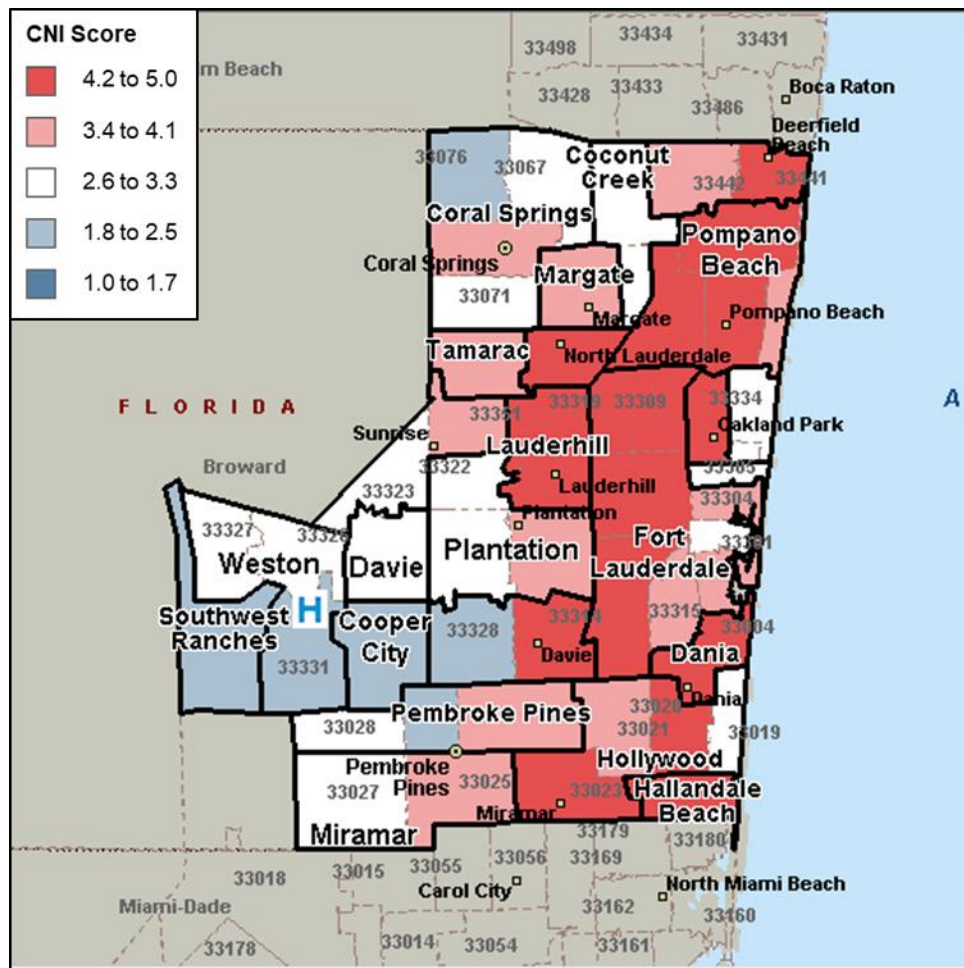 CNI Score
4.2 to 5.0
3.4 to 4.1
2.6 to 3.3
1.8 to 2.5
1.0 to 1.7
33498
33434
33431
m Beach
33428
33433
33486
Boca Raton
Deerfield
Beach
33076
33067
Coconut
Creek
33442
33441
Coral Springs
Coral Springs
Pompano
Beach
Margate
33071
Margate
Pompano Beach
Tamarac
North Lauderdale
FLORIDA
33351
33319
33309
33334
A
Sunrise
Lauderhill
Oakland Park
Broward
33322
33305
33323
Lauderhill
33304
33327
33326
Plantation
33301
Weston
Davie
Plantation
Fort
Lauderdale
H
Southwest
Ranches
Cooper
City
33328
33314
33315
33004
33331
Davie
Dania
Dania
33028
Pembroke Pines
33020
33021
33019
Pembroke
Pines
Hollywood
33027
33025
33023
Hallandale
Beach
Miramar
Miramar
33179
33180
33018
33015
33055
33056
33169
Carol City
North Miami Beach
Miami-Dade
33162
33160
33178
33014
33054
33161